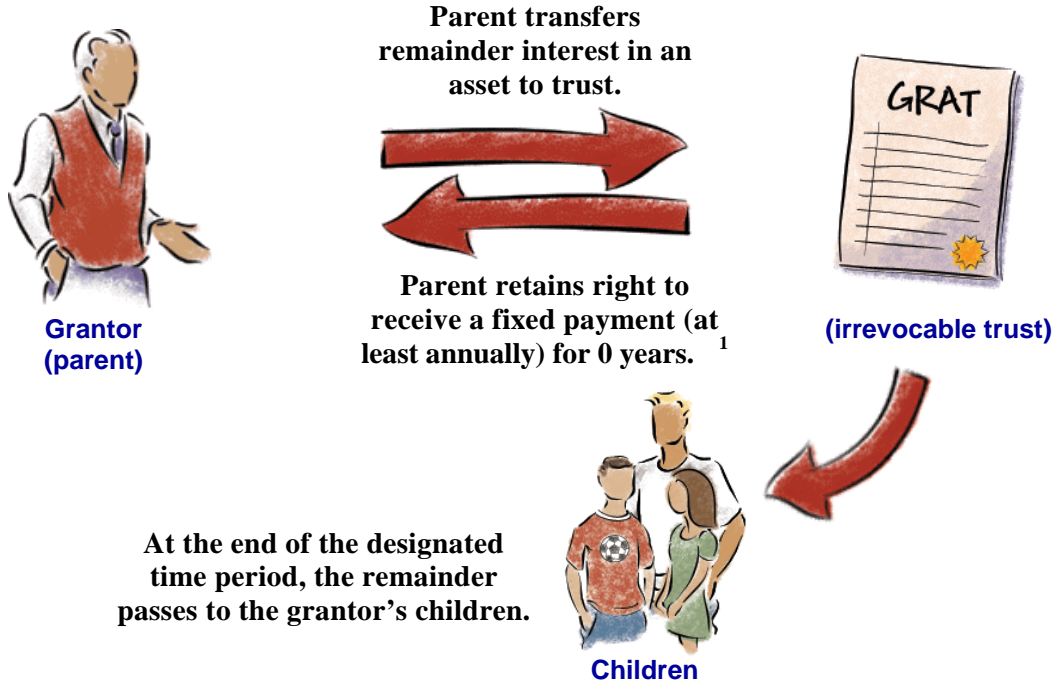 Parent transfers
remainder interest in an
asset to trust.
GRAT
Parent retains right to
receive a fixed payment (at
least annually) for 0 years. 1
Grantor
(parent)
(irrevocable trust)
At the end of the designated
time period, the remainder
passes to the grantor’s children.
Children